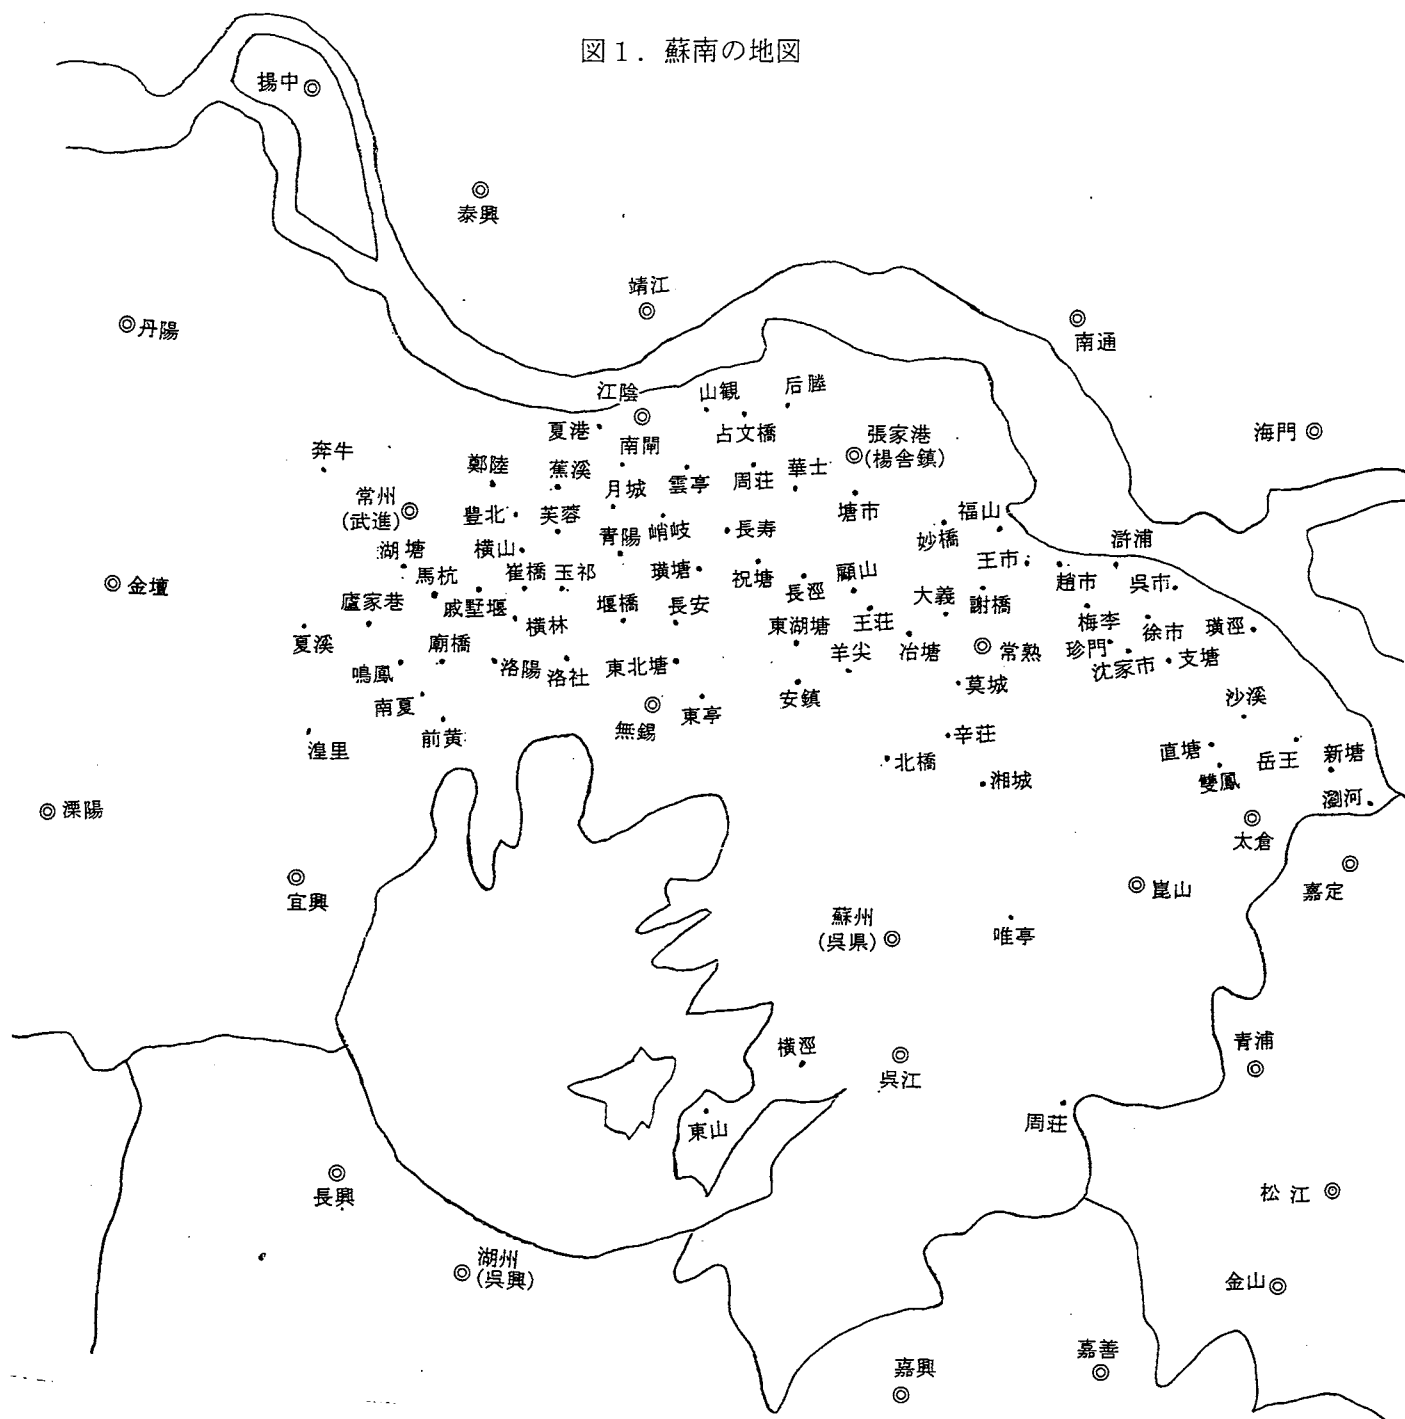 図1．蘇南の地図
揚中
泰興
靖江
丹陽
南通
江陰
山観
后塍
夏港
占文橋
張家港
(楊舎鎮)
海門
奔牛
南閘
鄭陸
蕉溪
月城
雲亭
周荘
華士
常州
(武進)
塘市
福山
豊北
芙蓉
青陽
峭岐
長寿
妙橋
滸浦
湖塘
横山
王市
馬杭
崔橋
玉祁
璜塘
祝塘
顧山
趙市
呉市
金壇
長涇
大義
謝橋
盧家巷
戚墅堰
堰橋
長安
横林
東湖塘
王荘
梅李
徐市
璜涇
夏溪
廟橋
羊尖
冶塘
常熟
珍門
鳴鳳
洛陽
洛社
東北塘
沈家市
支塘
莫城
南夏
安鎮
沙溪
無錫
東亭
湟里
前黄
辛荘
直塘
岳王
新塘
北橋
湘城
雙鳳
溧陽
瀏河
太倉
宜興
崑山
嘉定
蘇州
(呉県)
唯亭
横涇
青浦
呉江
東山
周荘
長興
松江
湖州
(呉興)
金山
嘉善
嘉興